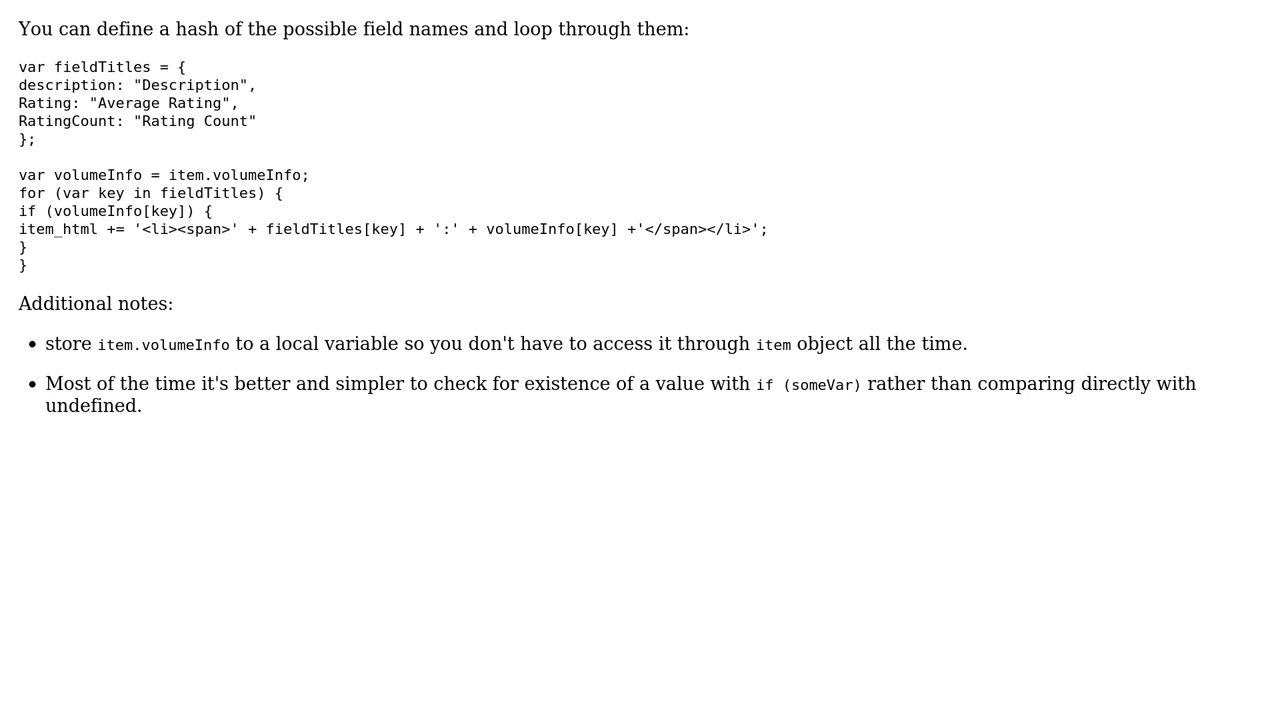 You can define a hash of the possible field names and loop through them:
var fieldTitles = {
description: "Description",
Rating: "Average Rating",
RatingCount: "Rating Count"
};
var volumeInfo = item.volumeInfo;
for (var key in fieldTitles) {
if (volumeInfo[key]) {
item_html += '<li><span>' + fieldTitles[key] + ':' + volumeInfo[key] +'</span></li>';
}
}
Additional notes:
• store item.volumeInfo to a local variable so you don't have to access it through item object all the time.
• Most of the time it's better and simpler to check for existence of a value with if (someVar) rather than comparing directly with
undefined.